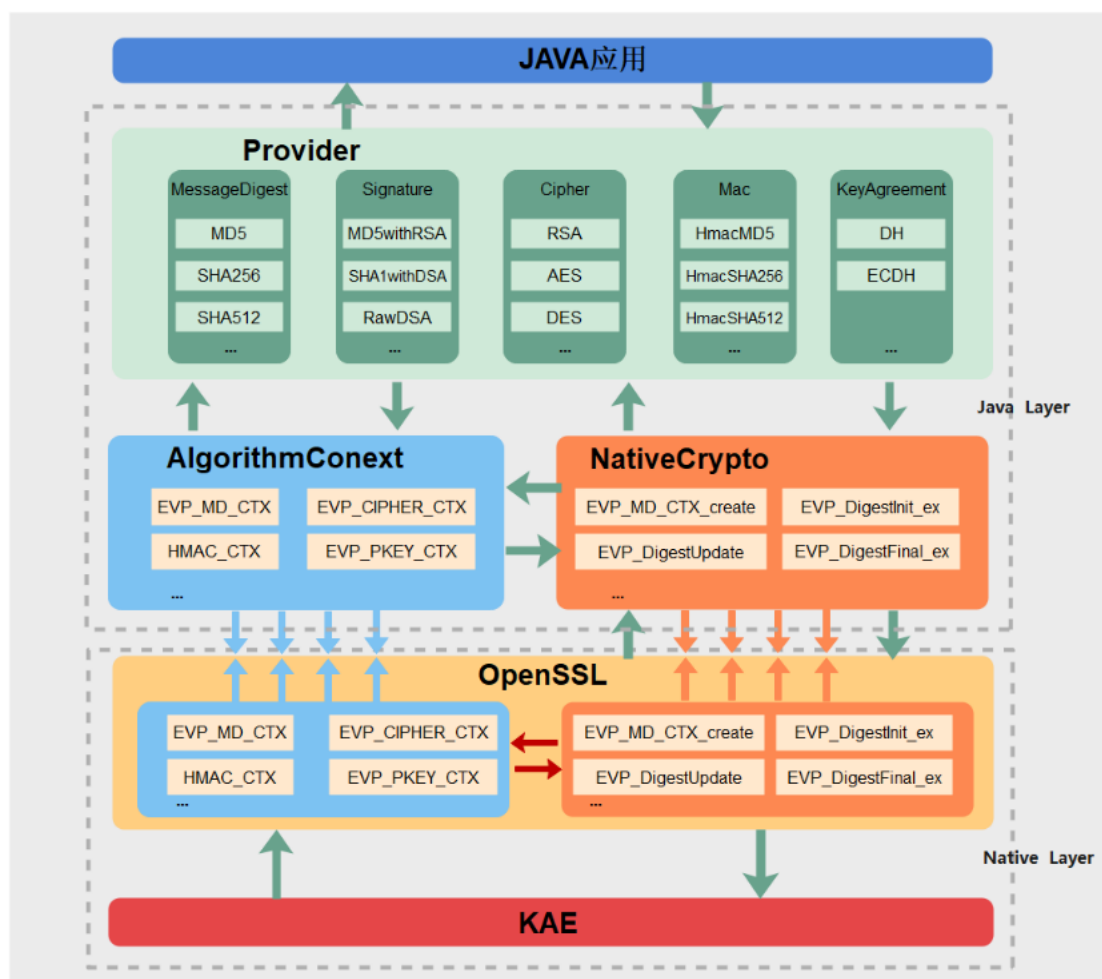 JAVA应用
Provider
MessageDigest Signature Cipher Mac KeyAgreement
MD5 MD5withRSA RSA HmacMD5 DH
SHA256 SHA1withDSA AES HmacSHA256 ECDH
SHA512 RawDSA DES HmacSHA512
... ... ... ... ...
Java Layer
AlgorithmConext NativeCrypto
EVP_MD_CTX EVP_CIPHER_CTX EVP_MD_CTX_create EVP_DigestInit_ex
HMAC_CTX EVP_PKEY_CTX EVP_DigestUpdate EVP_DigestFinal_ex
... ...
OpenSSL
EVP_MD_CTX EVP_CIPHER_CTX EVP_MD_CTX_create EVP_DigestInit_ex
HMAC_CTX EVP_PKEY_CTX EVP_DigestUpdate EVP_DigestFinal_ex
... ...
Native Layer
KAE